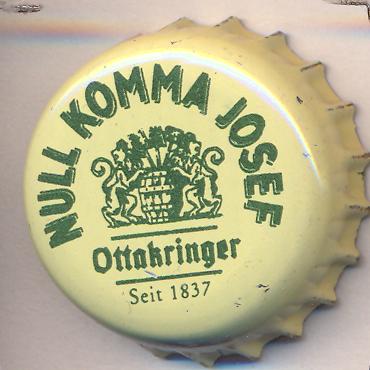 NULL KOMMA JOSEF
Ottakringer
Seit 1837